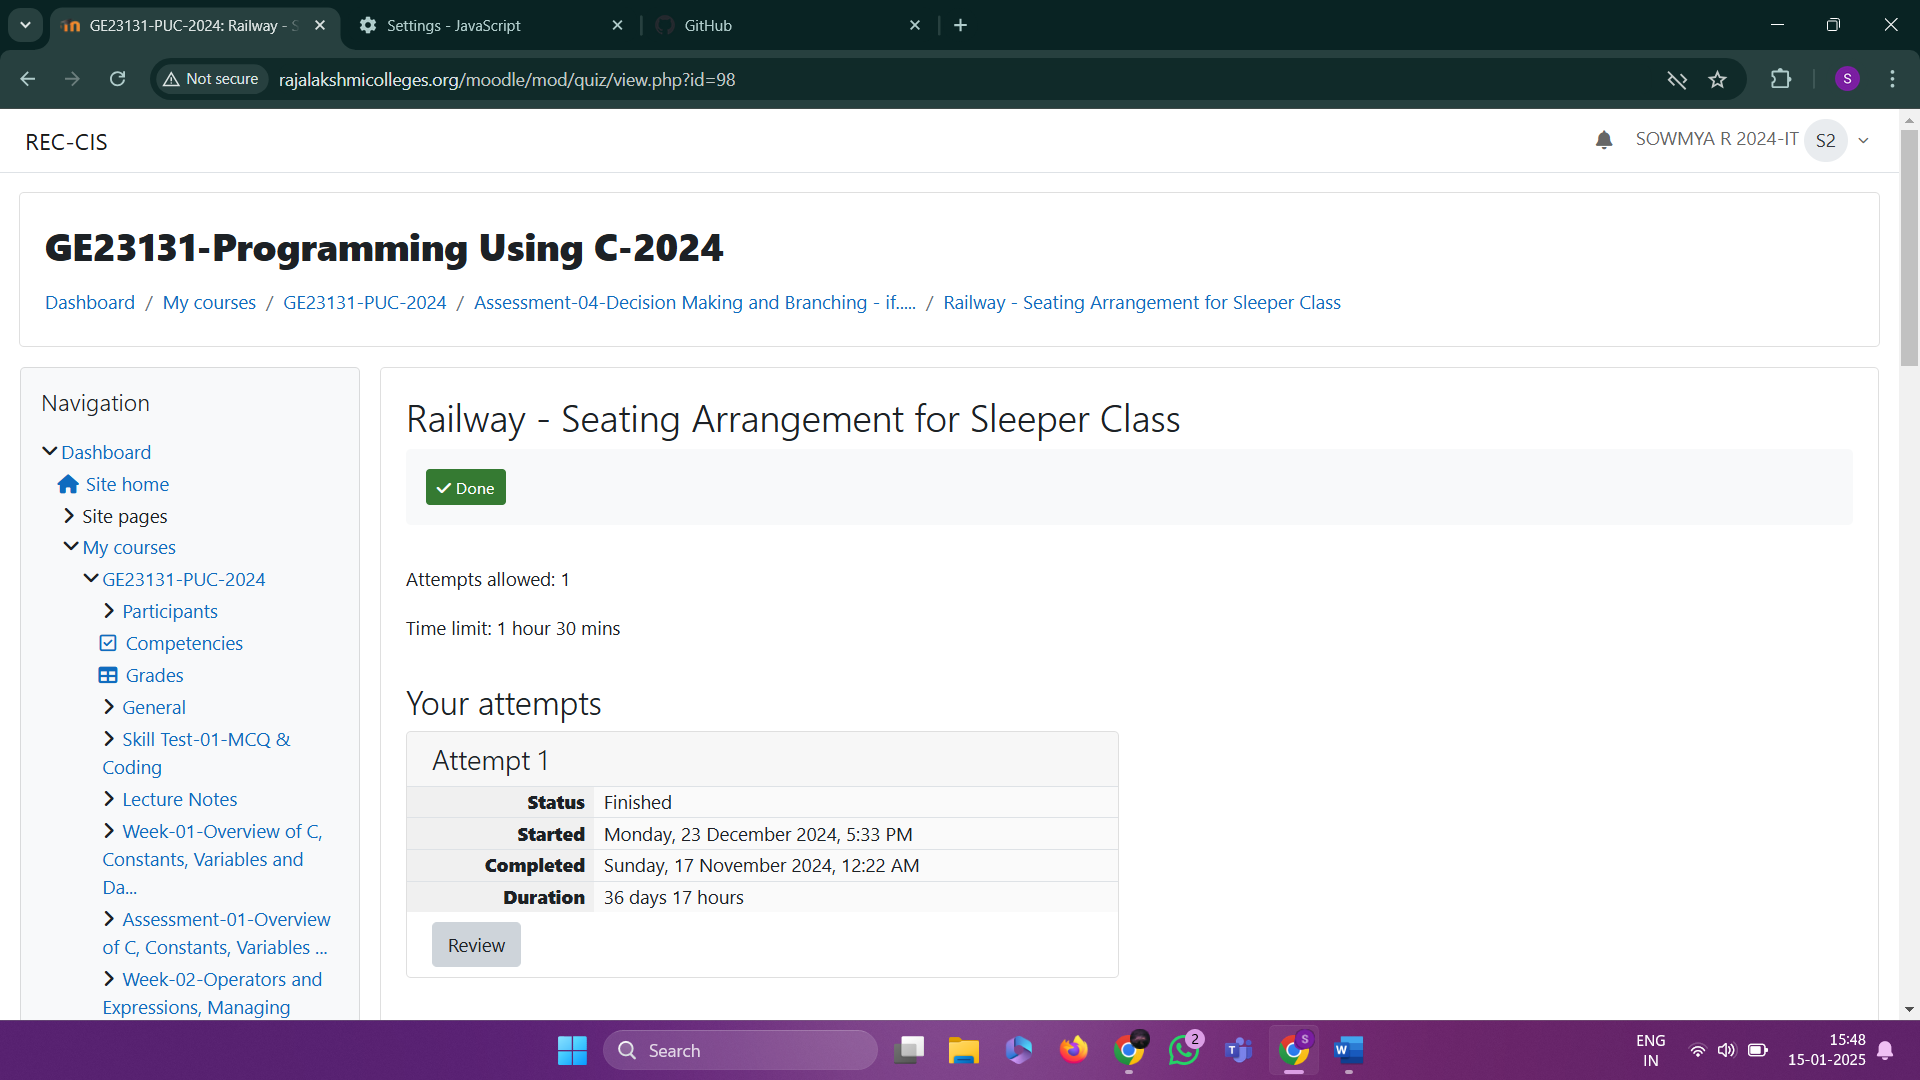 GE23131-PUC-2024: Railway - S
Settings - JavaScript
GitHub
Not secure
rajalakshmicolleges.org/moodle/mod/quiz/view.php?id=98
S
REC-CIS
SOWMYA R 2024-IT
S2
GE23131-Programming Using C-2024
Dashboard / My courses / GE23131-PUC-2024 / Assessment-04-Decision Making and Branching - if..... / Railway - Seating Arrangement for Sleeper Class
Navigation
Dashboard
Site home
Site pages
My courses
GE23131-PUC-2024
Participants
Competencies
Grades
General
Skill Test-01-MCQ &
Coding
Lecture Notes
Week-01-Overview of C,
Constants, Variables and
Da...
Assessment-01-Overview
of C, Constants, Variables ...
Week-02-Operators and
Expressions, Managing
Railway - Seating Arrangement for Sleeper Class
Done
Attempts allowed: 1
Time limit: 1 hour 30 mins
Your attempts
Attempt 1
Status Finished
Started Monday, 23 December 2024, 5:33 PM
Completed Sunday, 17 November 2024, 12:22 AM
Duration 36 days 17 hours
Review
Search
2
S
ENG
IN
15:48
15-01-2025